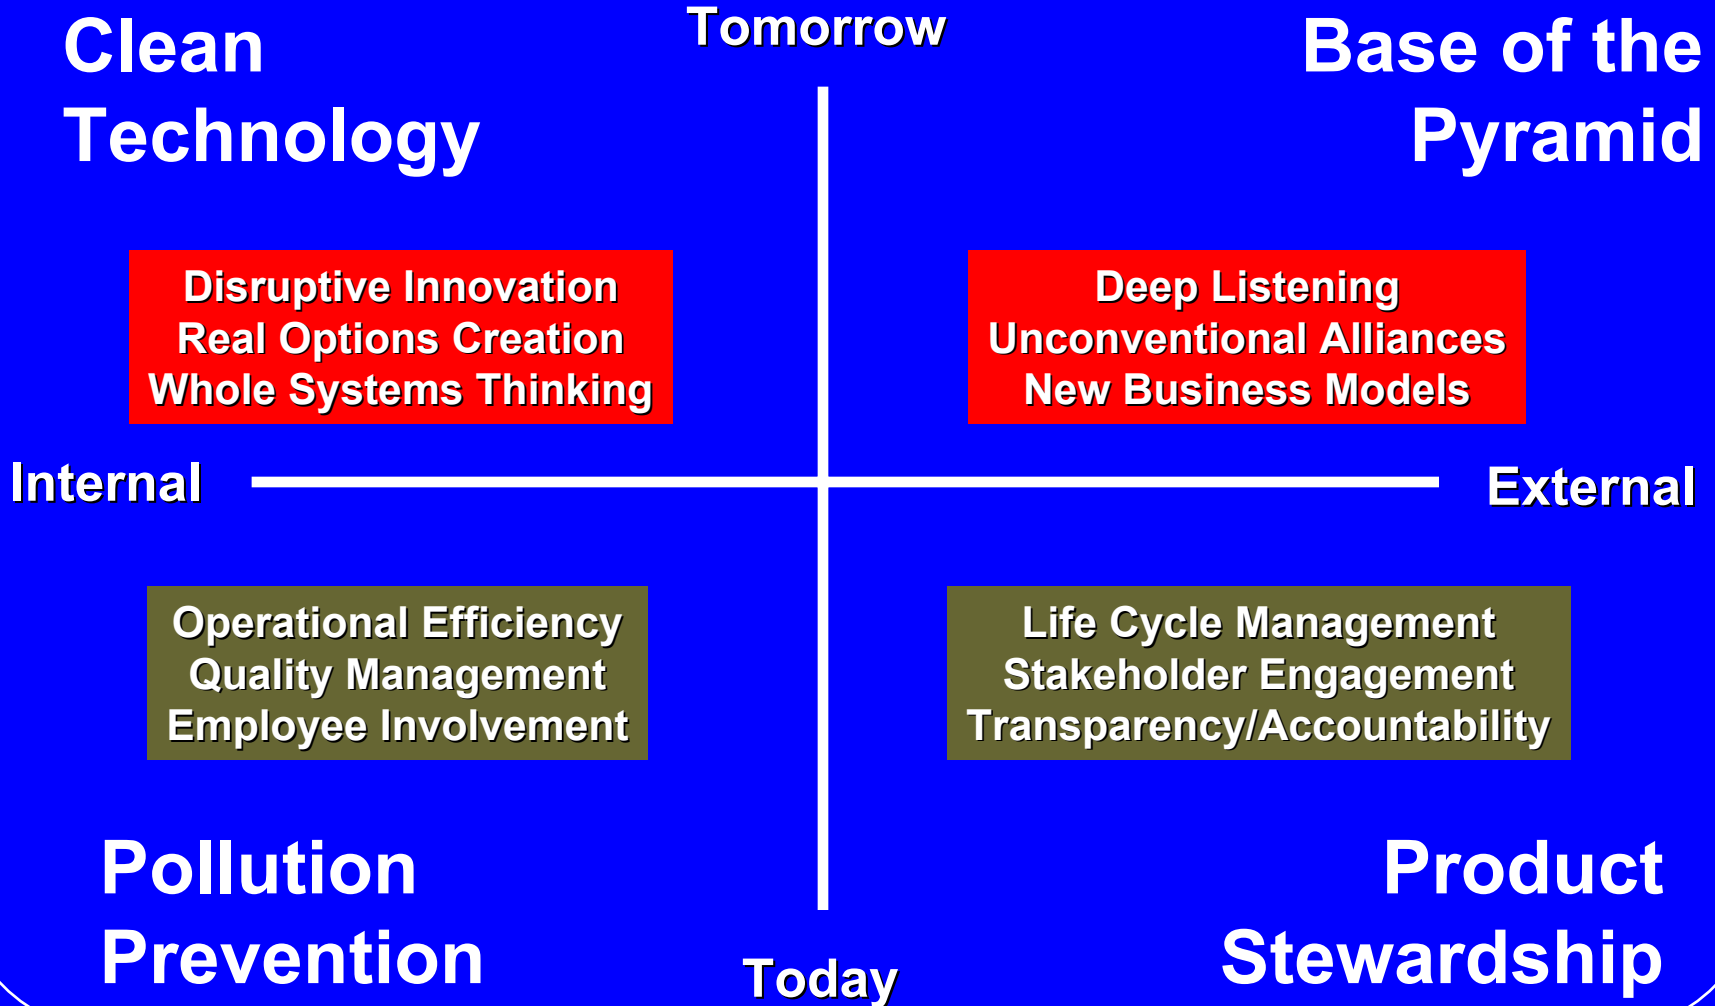 Tomorrow
Clean
Technology
Base of the
Pyramid
Disruptive Innovation
Real Options Creation
Whole Systems Thinking
Deep Listening
Unconventional Alliances
New Business Models
Internal
External
Operational Efficiency
Quality Management
Employee Involvement
Life Cycle Management
Stakeholder Engagement
Transparency/Accountability
Pollution
Prevention
Product
Stewardship
Today